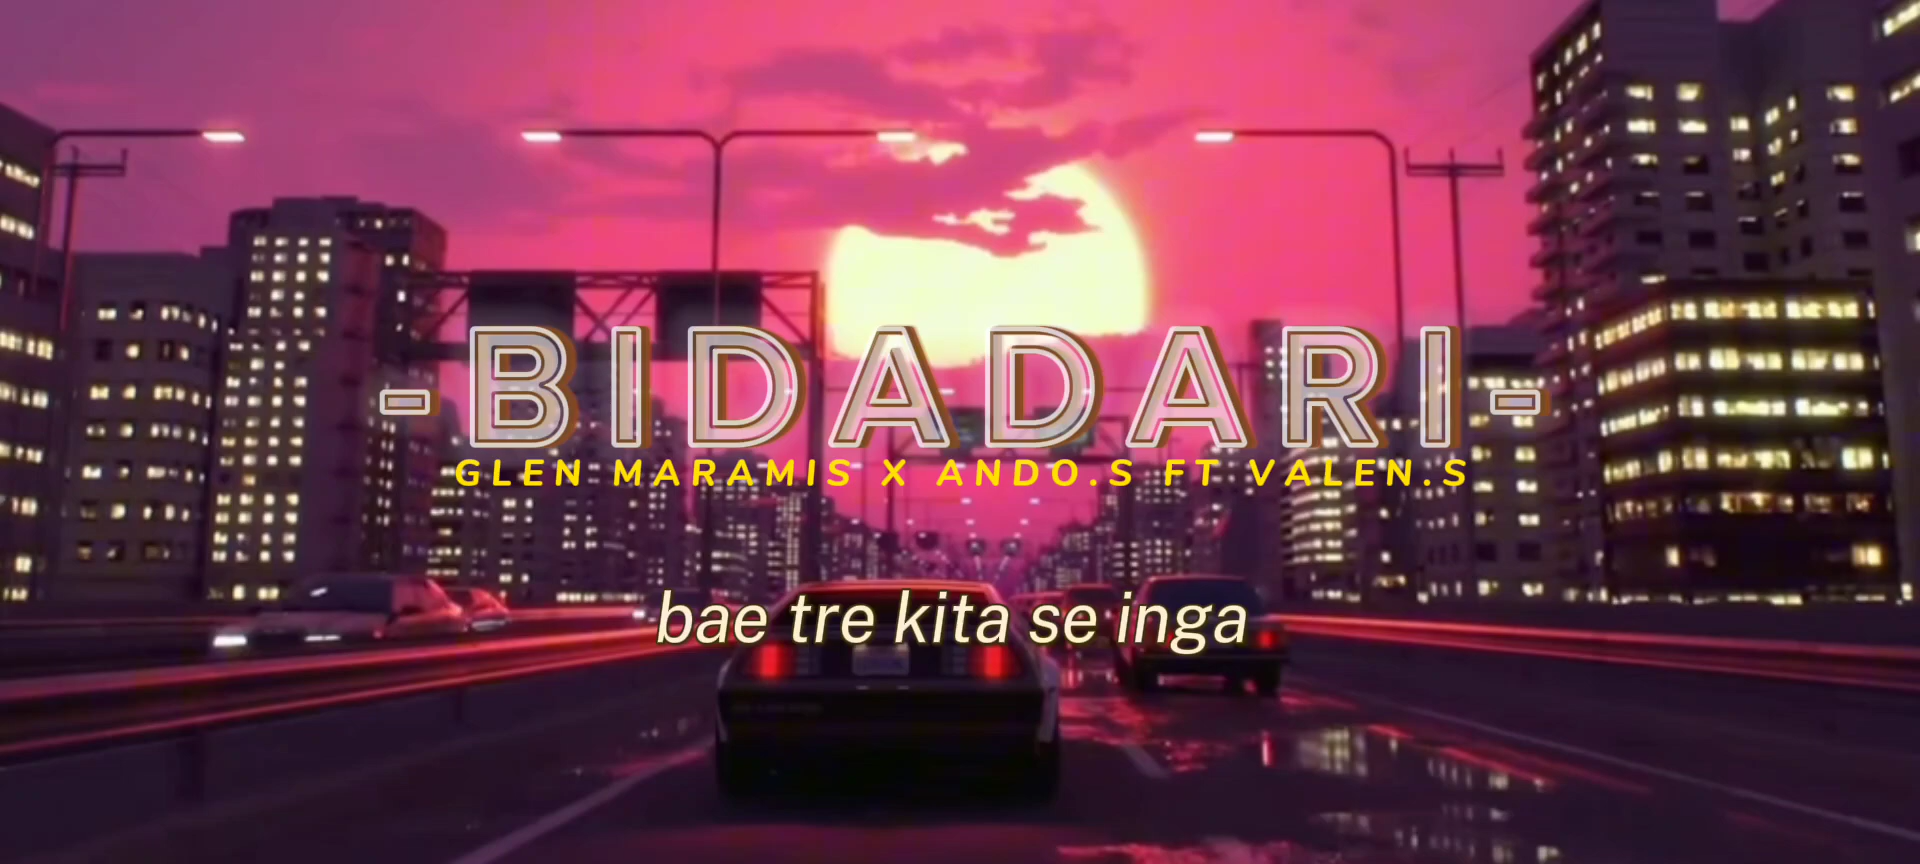 -BIDADARI-
GLEN MARAMIS X ANDO.S FT VALEN.S
bae tre kita se inga